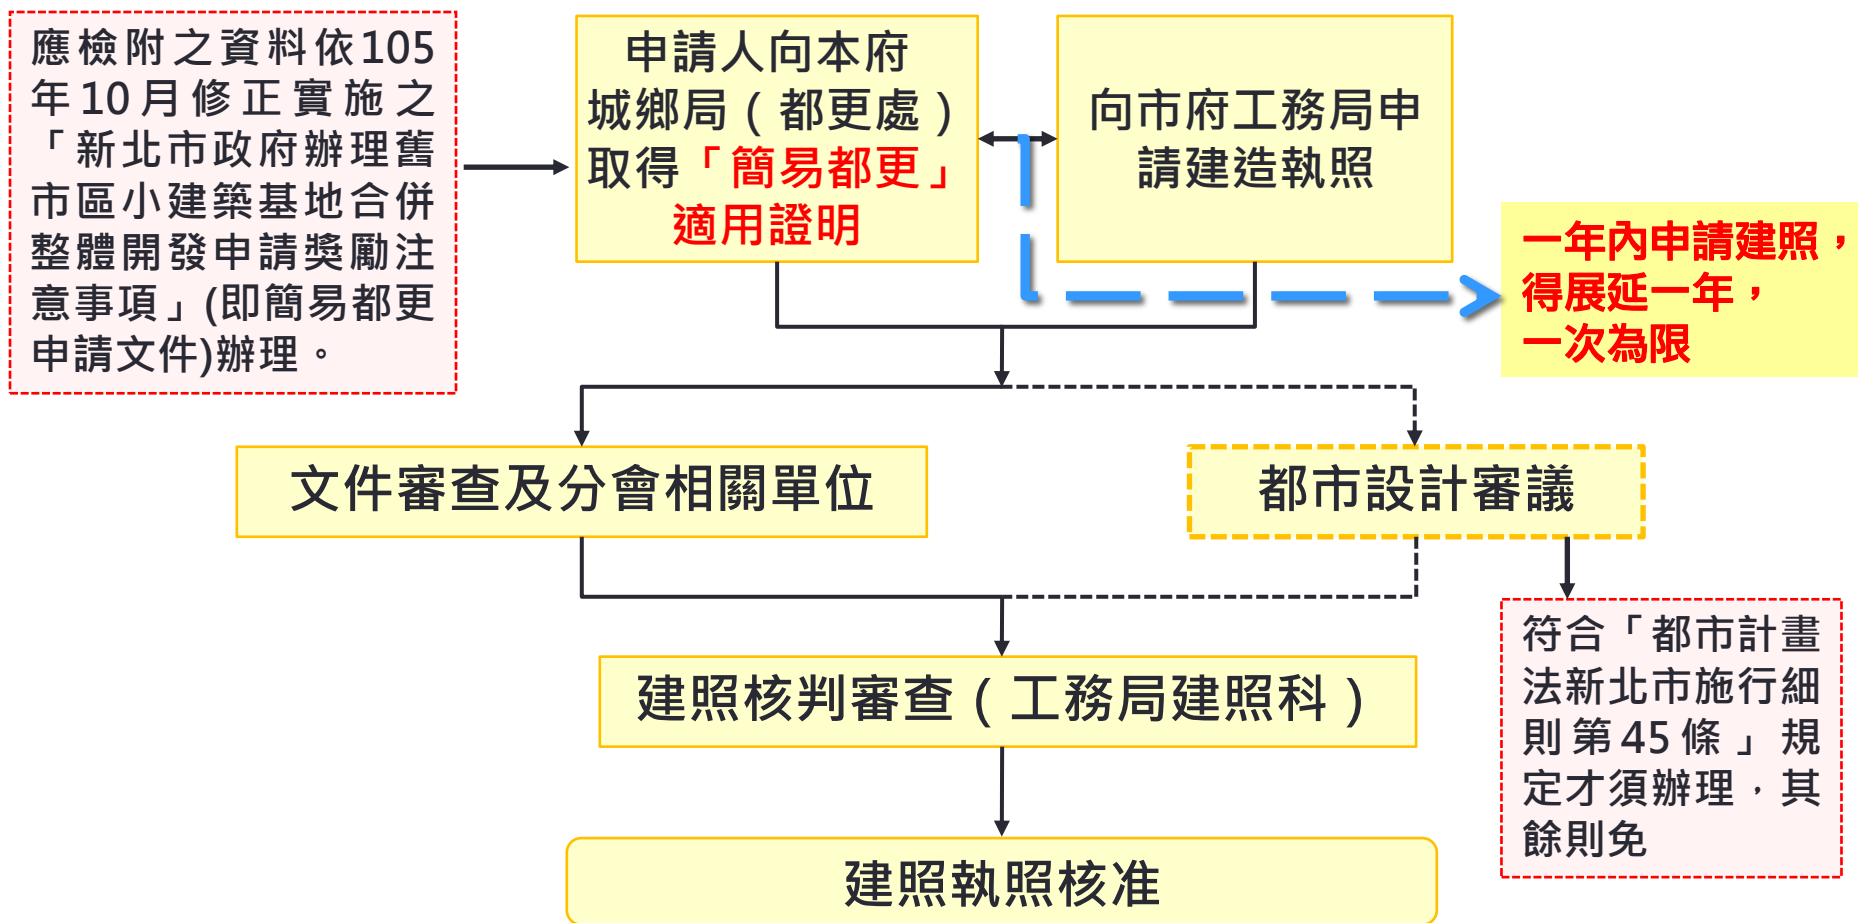 應檢附之資料依105
年10月修正實施之
「新北市政府辦理舊
市區小建築基地合併
整體開發申請獎勵注
意事項」(即簡易都更
申請文件)辦理。
申請人向本府
城鄉局（都更處）
取得「簡易都更」
適用證明
向市府工務局申
請建造執照
一年內申請建照，
得展延一年，
一次為限
文件審查及分會相關單位
都市設計審議
符合「都市計畫
法新北市施行細
則第45條」規
定才須辦理，其
餘則免
建照核判審查（工務局建照科）
建照執照核准